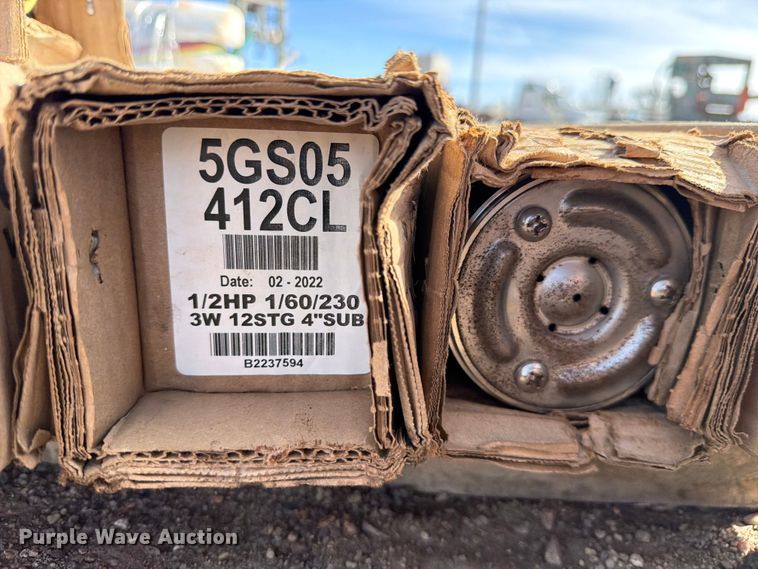 5GS05
412CL
Date: 02 - 2022
1/2HP 1/60/230
3W 12STG 4"SUB
B2237594
Purple Wave Auction